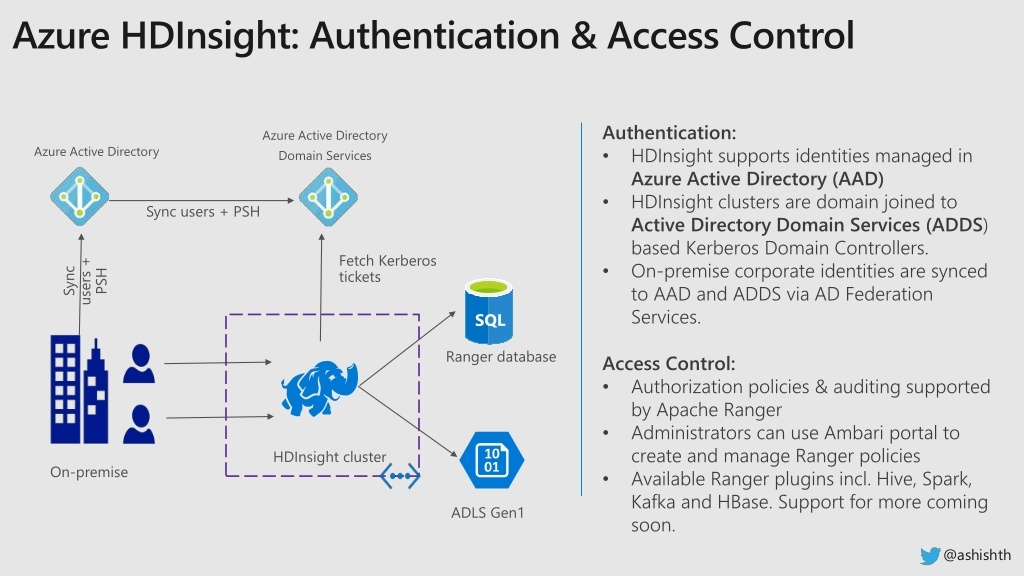 Azure HDInsight: Authentication & Access Control
Azure Active Directory
Azure Active Directory
Domain Services
Sync users + PSH
Sync
users +
PSH
Fetch Kerberos
tickets
SQL
Ranger database
HDInsight cluster
On-premise
10
01
ADLS Gen1
Authentication:
• HDInsight supports identities managed in
Azure Active Directory (AAD)
• HDInsight clusters are domain joined to
Active Directory Domain Services (ADDS)
based Kerberos Domain Controllers.
• On-premise corporate identities are synced
to AAD and ADDS via AD Federation
Services.
Access Control:
• Authorization policies & auditing supported
by Apache Ranger
• Administrators can use Ambari portal to
create and manage Ranger policies
• Available Ranger plugins incl. Hive, Spark,
Kafka and HBase. Support for more coming
soon.
@ashishth